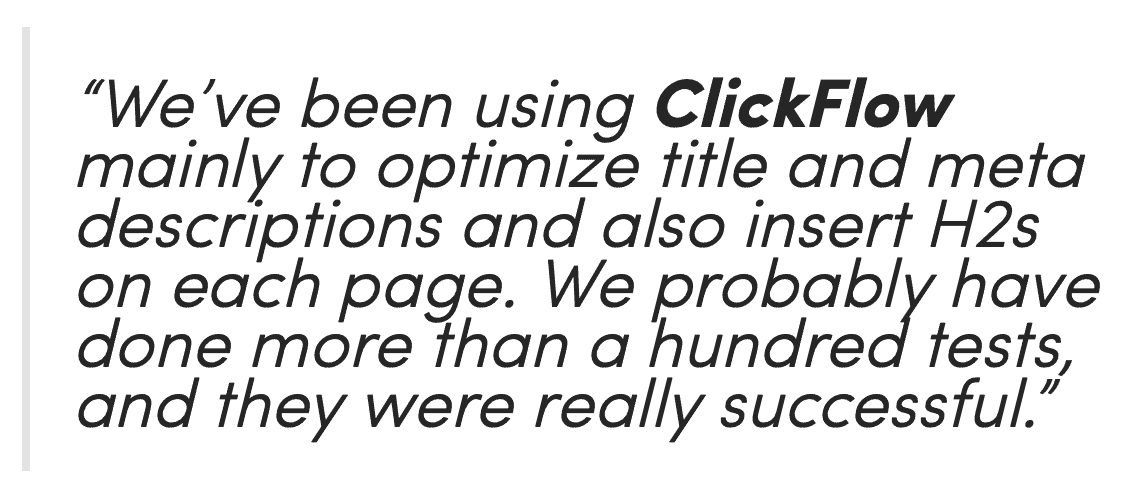 “We’ve been using ClickFlow
mainly to optimize title and meta
descriptions and also insert H2s
on each page. We probably have
done more than a hundred tests,
and they were really successful.”